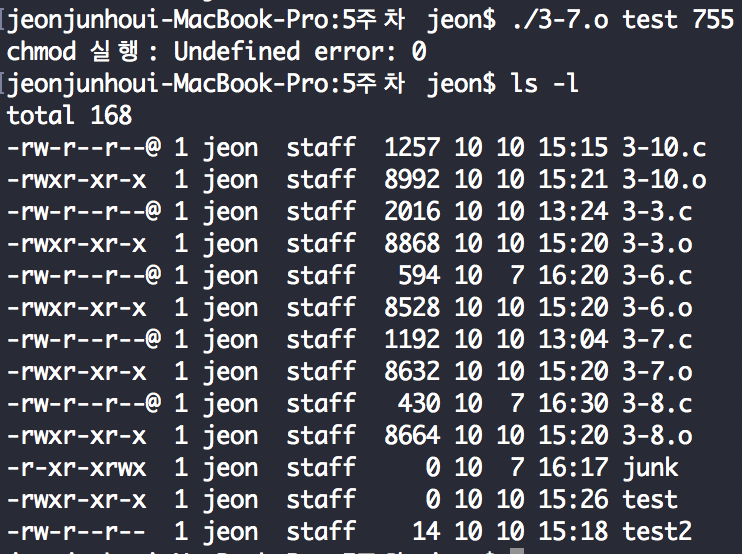 jeonjunhoui-MacBook-Pro:5주차 jeon$ ./3-7.o test 755
chmod 실행: Undefined error: 0
jeonjunhoui-MacBook-Pro:5주차 jeon$ ls -l
total 168
-rw-r--r--@ 1 jeon  staff  1257 10 10 15:15 3-10.c
-rwxr-xr-x  1 jeon  staff  8992 10 10 15:21 3-10.o
-rw-r--r--@ 1 jeon  staff  2016 10 10 13:24 3-3.c
-rwxr-xr-x  1 jeon  staff  8868 10 10 15:20 3-3.o
-rw-r--r--@ 1 jeon  staff   594 10  7 16:20 3-6.c
-rwxr-xr-x  1 jeon  staff  8528 10 10 15:20 3-6.o
-rw-r--r--@ 1 jeon  staff  1192 10 10 13:04 3-7.c
-rwxr-xr-x  1 jeon  staff  8632 10 10 15:20 3-7.o
-rw-r--r--@ 1 jeon  staff   430 10  7 16:30 3-8.c
-rwxr-xr-x  1 jeon  staff  8664 10 10 15:20 3-8.o
-r-xr-xrwx  1 jeon  staff     0 10  7 16:17 junk
-rwxr-xr-x  1 jeon  staff     0 10 10 15:26 test
-rw-r--r--  1 jeon  staff    14 10 10 15:18 test2